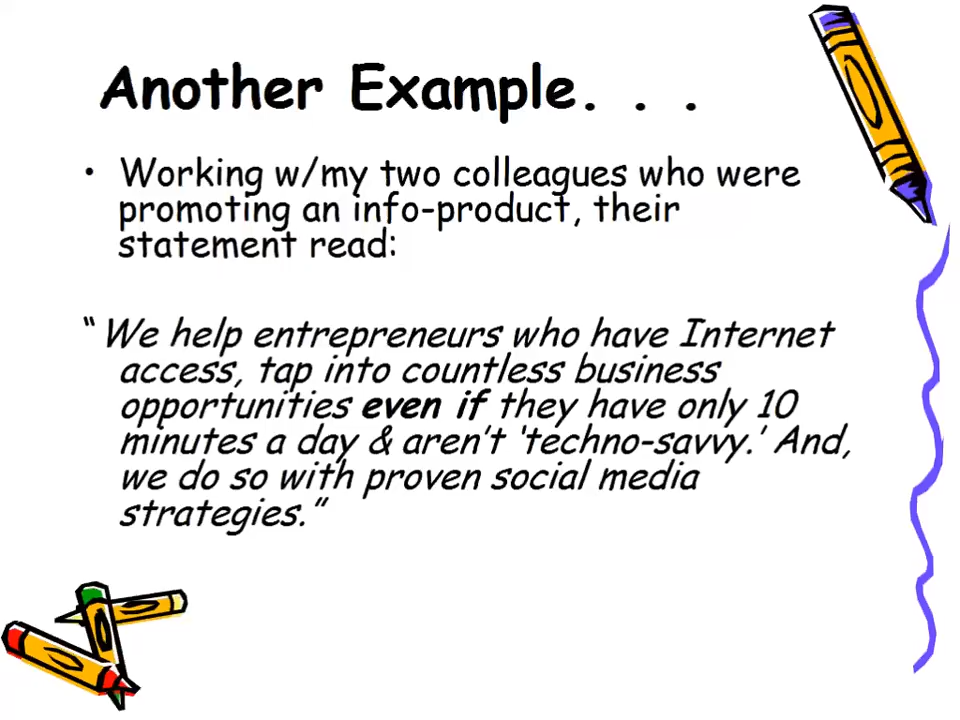 Another Example. . .
• Working w/my two colleagues who were
promoting an info-product, their
statement read:
“We help entrepreneurs who have Internet
access, tap into countless business
opportunities even if they have only 10
minutes a day & aren’t ‘techno-savvy.’ And,
we do so with proven social media
strategies.”